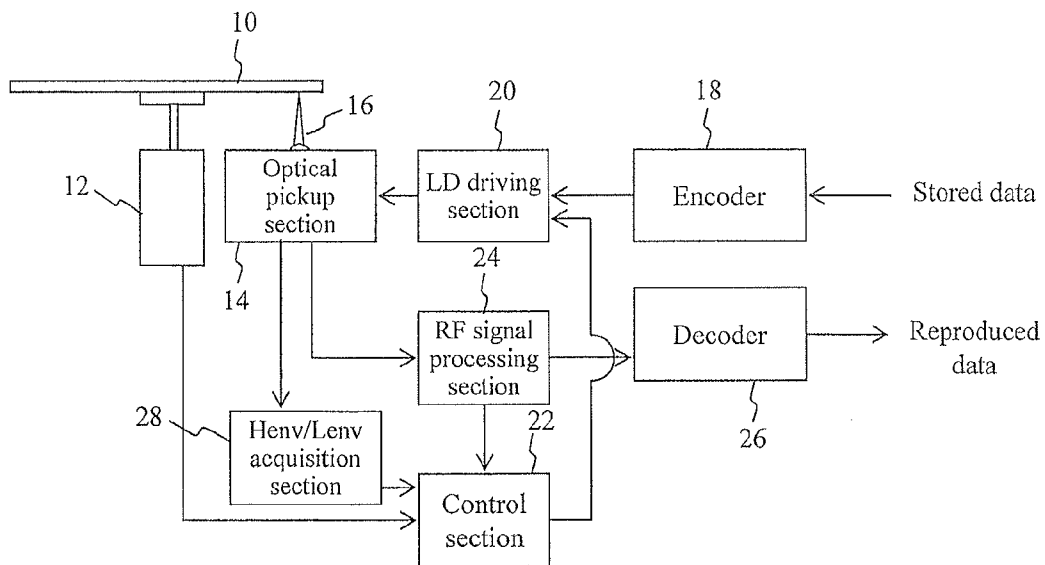 10
16
20
18
12
Optical
pickup
section
LD driving
section
Encoder
Stored data
14
24
RF signal
processing
section
Decoder
Reproduced
data
28
22
26
Henv/Lenv
acquisition
section
Control
section